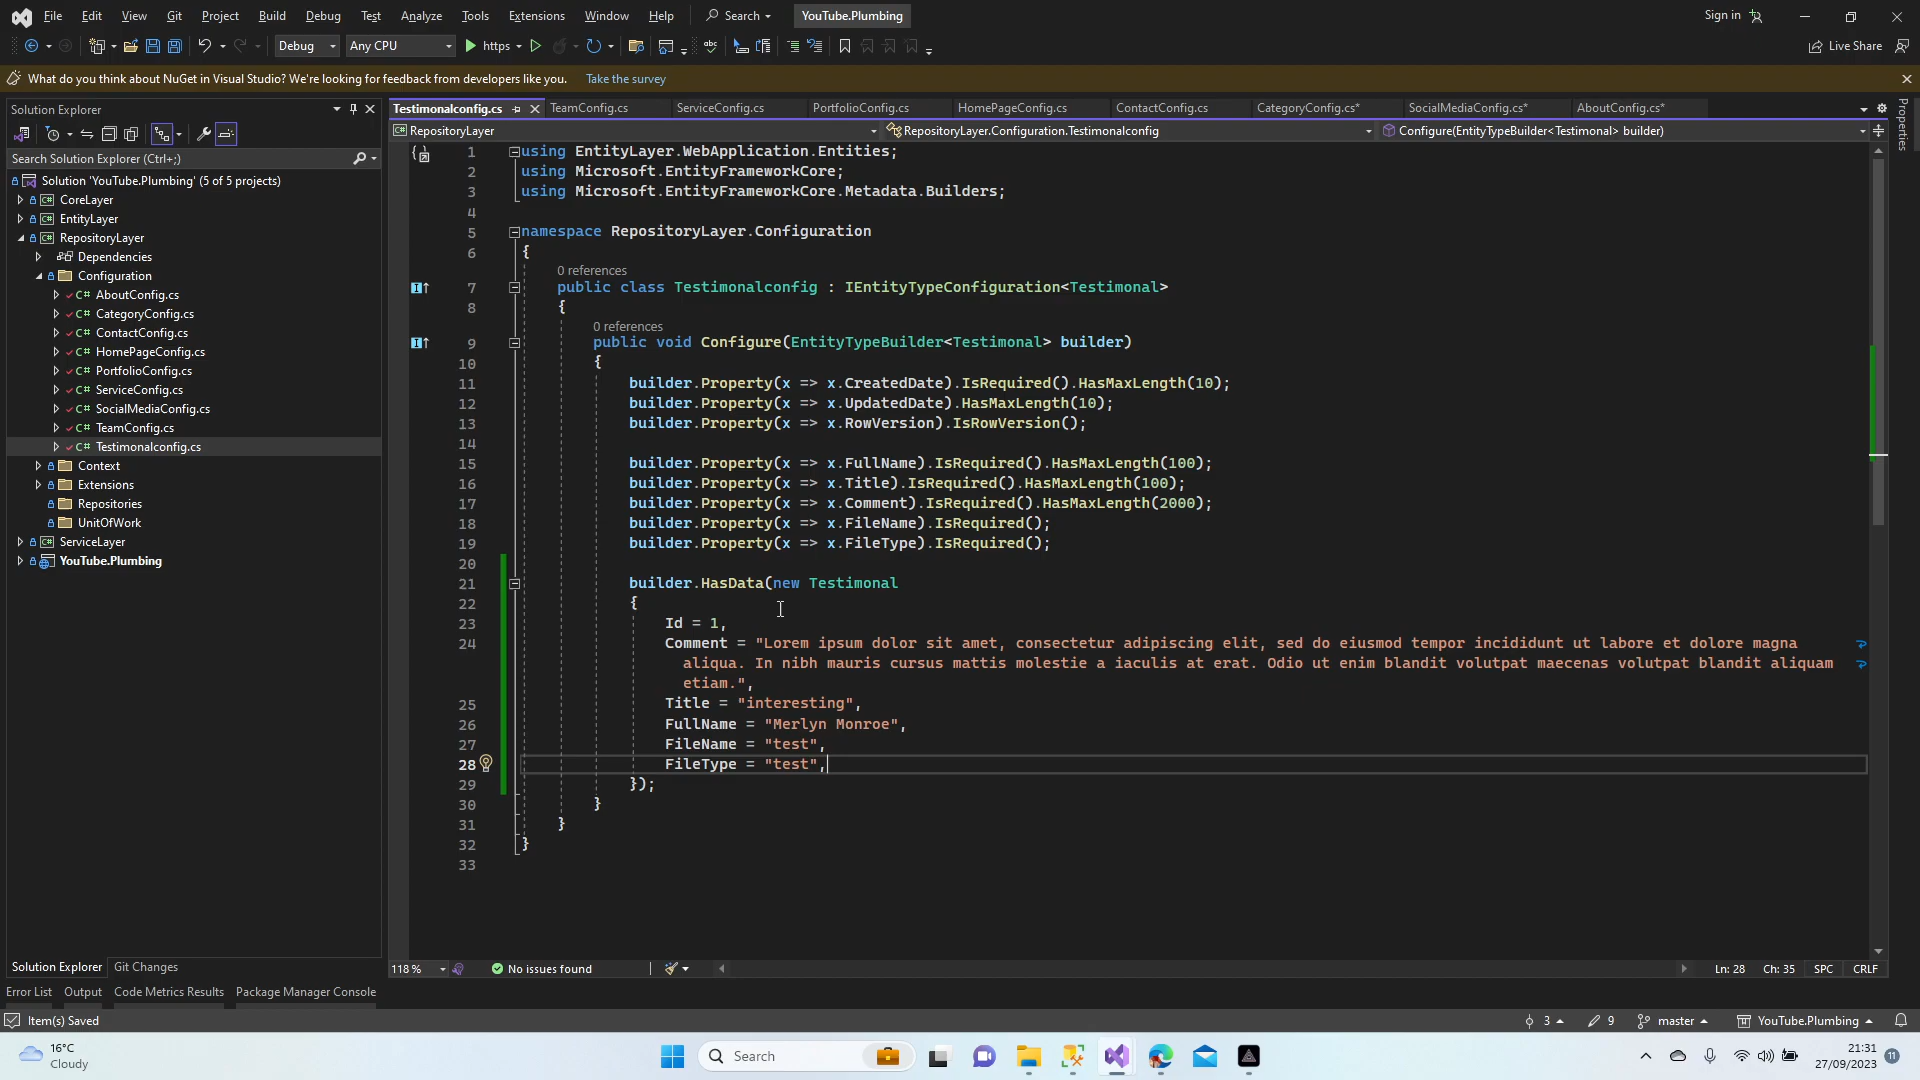 File Edit View Git Project Build Debug Test Analyze Tools Extensions Window Help Search YouTube.Plumbing Sign in
Debug Any CPU https Live Share
What do you think about NuGet in Visual Studio? We're looking for feedback from developers like you. Take the survey
Solution Explorer
Search Solution Explorer (Ctrl+;)
Solution 'YouTube.Plumbing' (5 of 5 projects)
C# CoreLayer
C# EntityLayer
C# RepositoryLayer
Dependencies
Configuration
C# AboutConfig.cs
C# CategoryConfig.cs
C# ContactConfig.cs
C# HomePageConfig.cs
C# PortfolioConfig.cs
C# ServiceConfig.cs
C# SocialMediaConfig.cs
C# TeamConfig.cs
C# Testimonalconfig.cs
Context
Extensions
Repositories
UnitOfWork
C# ServiceLayer
YouTube.Plumbing
Solution Explorer Git Changes
Testimonalconfig.cs TeamConfig.cs ServiceConfig.cs PortfolioConfig.cs HomePageConfig.cs ContactConfig.cs CategoryConfig.cs* SocialMediaConfig.cs* AboutConfig.cs*
C# RepositoryLayer RepositoryLayer.Configuration.Testimonalconfig Configure(EntityTypeBuilder<Testimonal> builder)
Properties
1 using EntityLayer.WebApplication.Entities;
2 using Microsoft.EntityFrameworkCore;
3 using Microsoft.EntityFrameworkCore.Metadata.Builders;
4
5 namespace RepositoryLayer.Configuration
6 {
0 references
7 public class Testimonalconfig : IEntityTypeConfiguration<Testimonal>
8 {
0 references
9 public void Configure(EntityTypeBuilder<Testimonal> builder)
10 {
11 builder.Property(x => x.CreatedDate).IsRequired().HasMaxLength(10);
12 builder.Property(x => x.UpdatedDate).HasMaxLength(10);
13 builder.Property(x => x.RowVersion).IsRowVersion();
14
15 builder.Property(x => x.FullName).IsRequired().HasMaxLength(100);
16 builder.Property(x => x.Title).IsRequired().HasMaxLength(100);
17 builder.Property(x => x.Comment).IsRequired().HasMaxLength(2000);
18 builder.Property(x => x.FileName).IsRequired();
19 builder.Property(x => x.FileType).IsRequired();
20
21 builder.HasData(new Testimonal
22 {
23 Id = 1,
24 Comment = "Lorem ipsum dolor sit amet, consectetur adipiscing elit, sed do eiusmod tempor incididunt ut labore et dolore magna
aliqua. In nibh mauris cursus mattis molestie a iaculis at erat. Odio ut enim blandit volutpat maecenas volutpat blandit aliquam
etiam.",
25 Title = "interesting",
26 FullName = "Merlyn Monroe",
27 FileName = "test",
28 FileType = "test",
29 });
30 }
31 }
32 }
33
118 % No issues found Ln: 28 Ch: 35 SPC CRLF
Error List Output Code Metrics Results Package Manager Console
Item(s) Saved 3 9 master YouTube.Plumbing
16°C
Cloudy
Search
21:31
27/09/2023
11